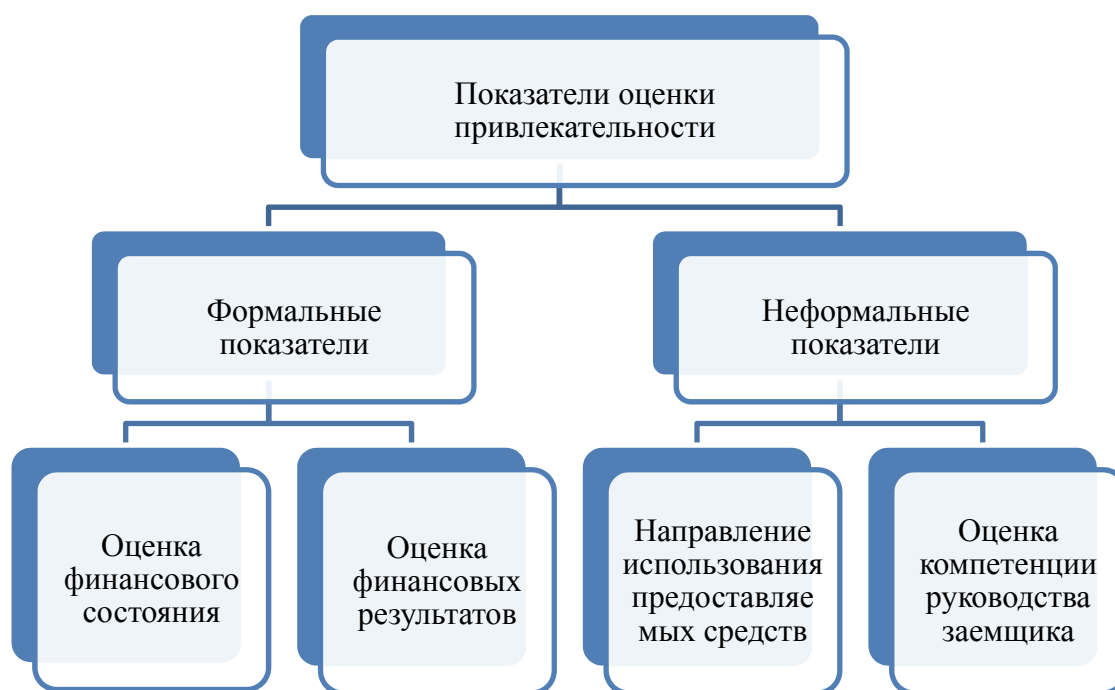 Показатели оценки
привлекательности
Формальные
показатели
Неформальные
показатели
Оценка
финансового
состояния
Оценка
финансовых
результатов
Направление
использования
предоставляе
мых средств
Оценка
компетенции
руководства
заемщика